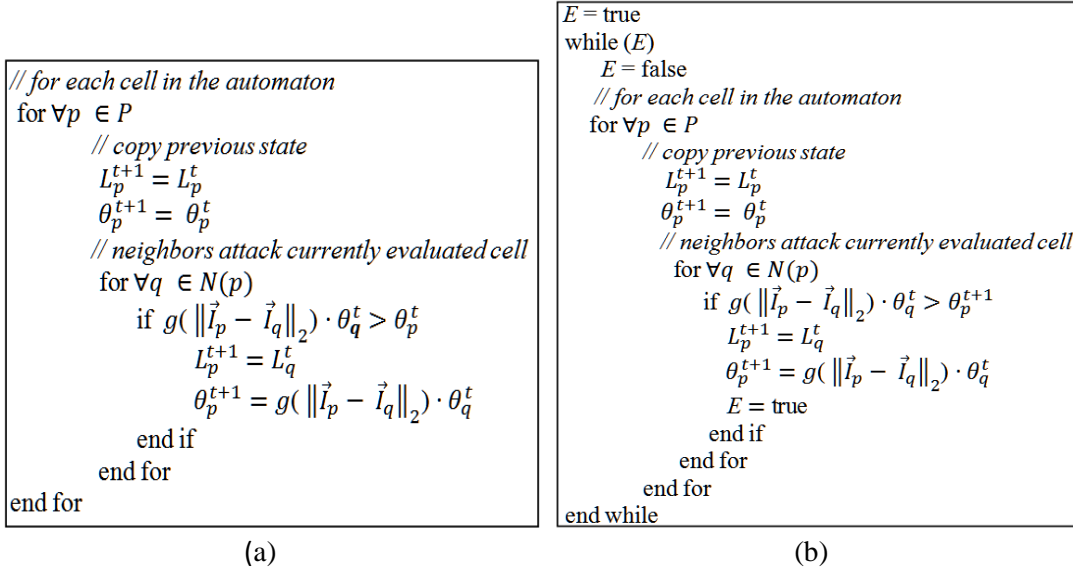 // for each cell in the automaton
for ∀p ∈ P
// copy previous state
L_p^{t+1} = L_p^t
θ_p^{t+1} = θ_p^t
// neighbors attack currently evaluated cell
for ∀q ∈ N(p)
if g( ‖I⃗_p − I⃗_q‖_2) · θ_q^t > θ_p^t
L_p^{t+1} = L_q^t
θ_p^{t+1} = g( ‖I⃗_p − I⃗_q‖_2) · θ_q^t
end if
end for
end for
(a)
E = true
while (E)
E = false
// for each cell in the automaton
for ∀p ∈ P
// copy previous state
L_p^{t+1} = L_p^t
θ_p^{t+1} = θ_p^t
// neighbors attack currently evaluated cell
for ∀q ∈ N(p)
if g( ‖I⃗_p − I⃗_q‖_2) · θ_q^t > θ_p^{t+1}
L_p^{t+1} = L_q^t
θ_p^{t+1} = g( ‖I⃗_p − I⃗_q‖_2) · θ_q^t
E = true
end if
end for
end for
end while
(b)